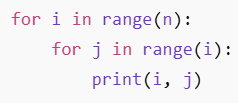 for i in range(n):
    for j in range(i):
        print(i, j)